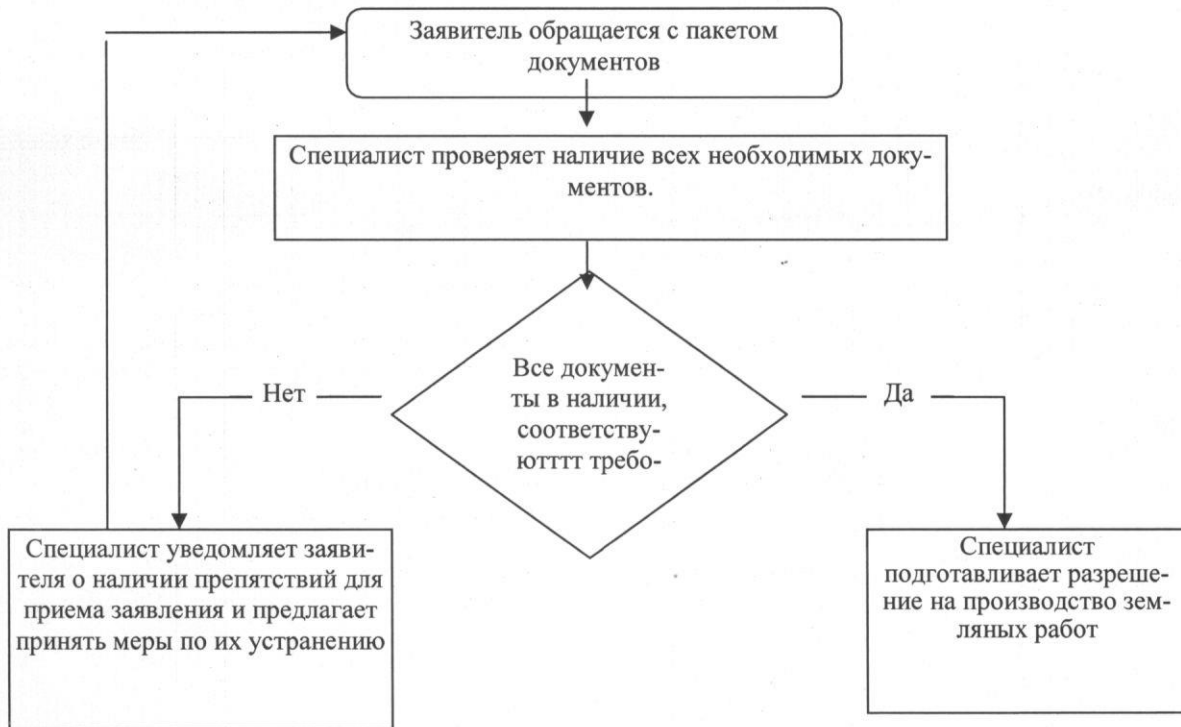 Заявитель обращается с пакетом
документов
Специалист проверяет наличие всех необходимых доку-
ментов.
Все докумен-
ты в наличии,
соответству-
ютттт требо-
Нет
Да
Специалист уведомляет заяви-
теля о наличии препятствий для
приема заявления и предлагает
принять меры по их устранению
Специалист
подготавливает разреше-
ние на производство зем-
ляных работ